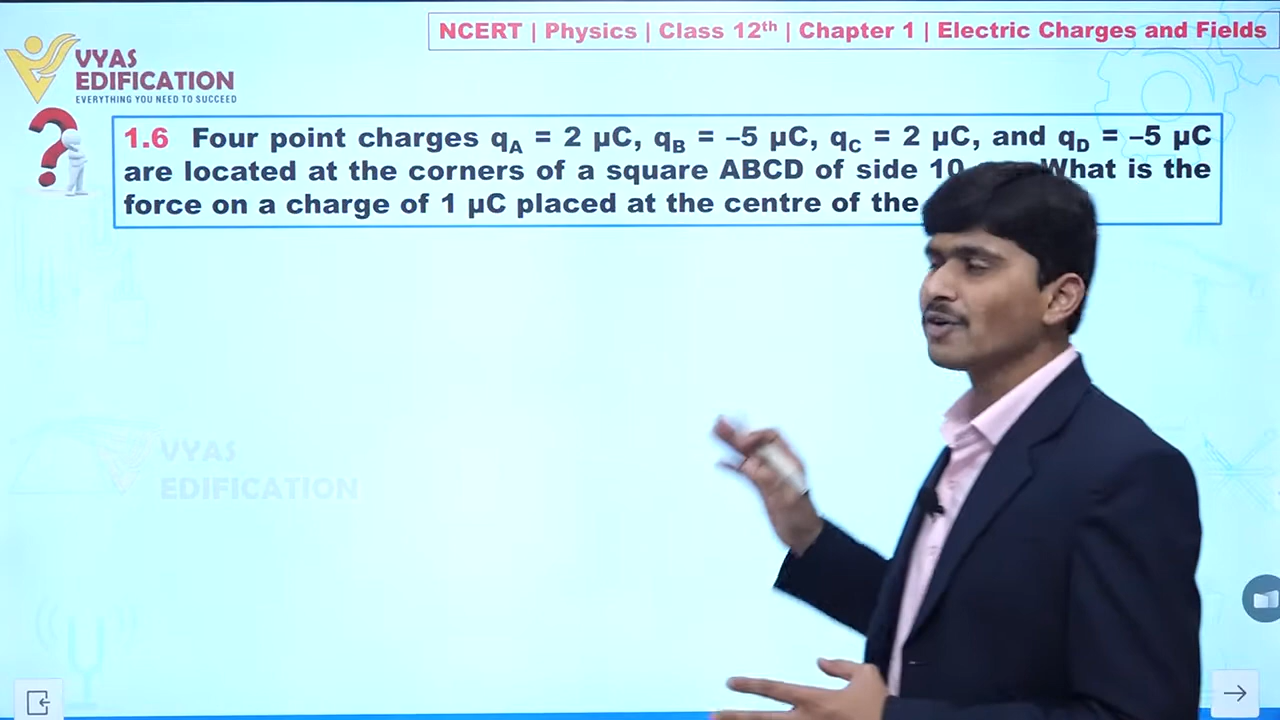 NCERT | Physics | Class 12th | Chapter 1 | Electric Charges and Fields
VYAS
EDIFICATION
EVERYTHING YOU NEED TO SUCCEED
1.6 Four point charges qA = 2 µC, qB = –5 µC, qC = 2 µC, and qD = –5 µC
are located at the corners of a square ABCD of side 10 What is the
force on a charge of 1 µC placed at the centre of the
VYAS
EDIFICATION